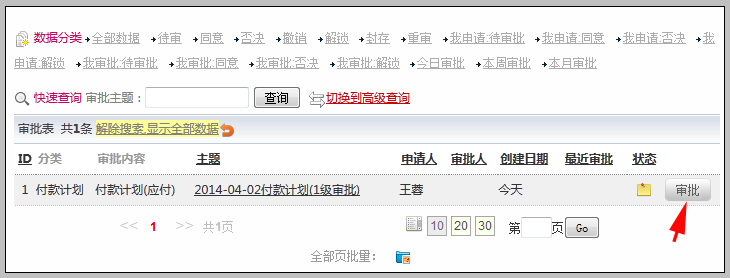 数据分类 全部数据 待审 同意 否决 撤销 解锁 封存 重审 我申请:待审批 我申请:同意 我申请:否决 我
申请:解锁 我审批:待审批 我审批:同意 我审批:否决 我审批:解锁 今日审批 本周审批 本月审批
快速查询 审批主题: 查询 切换到高级查询
审批表 共1条 解除搜索,显示全部数据
ID 分类 审批内容 主题 申请人 审批人 创建日期 最近审批 状态
1 付款计划 付款计划(应付) 2014-04-02付款计划(1级审批) 王蓉 今天 审批
<< 1 >> 共1页 10 20 30 第 页 Go
全部页批量: